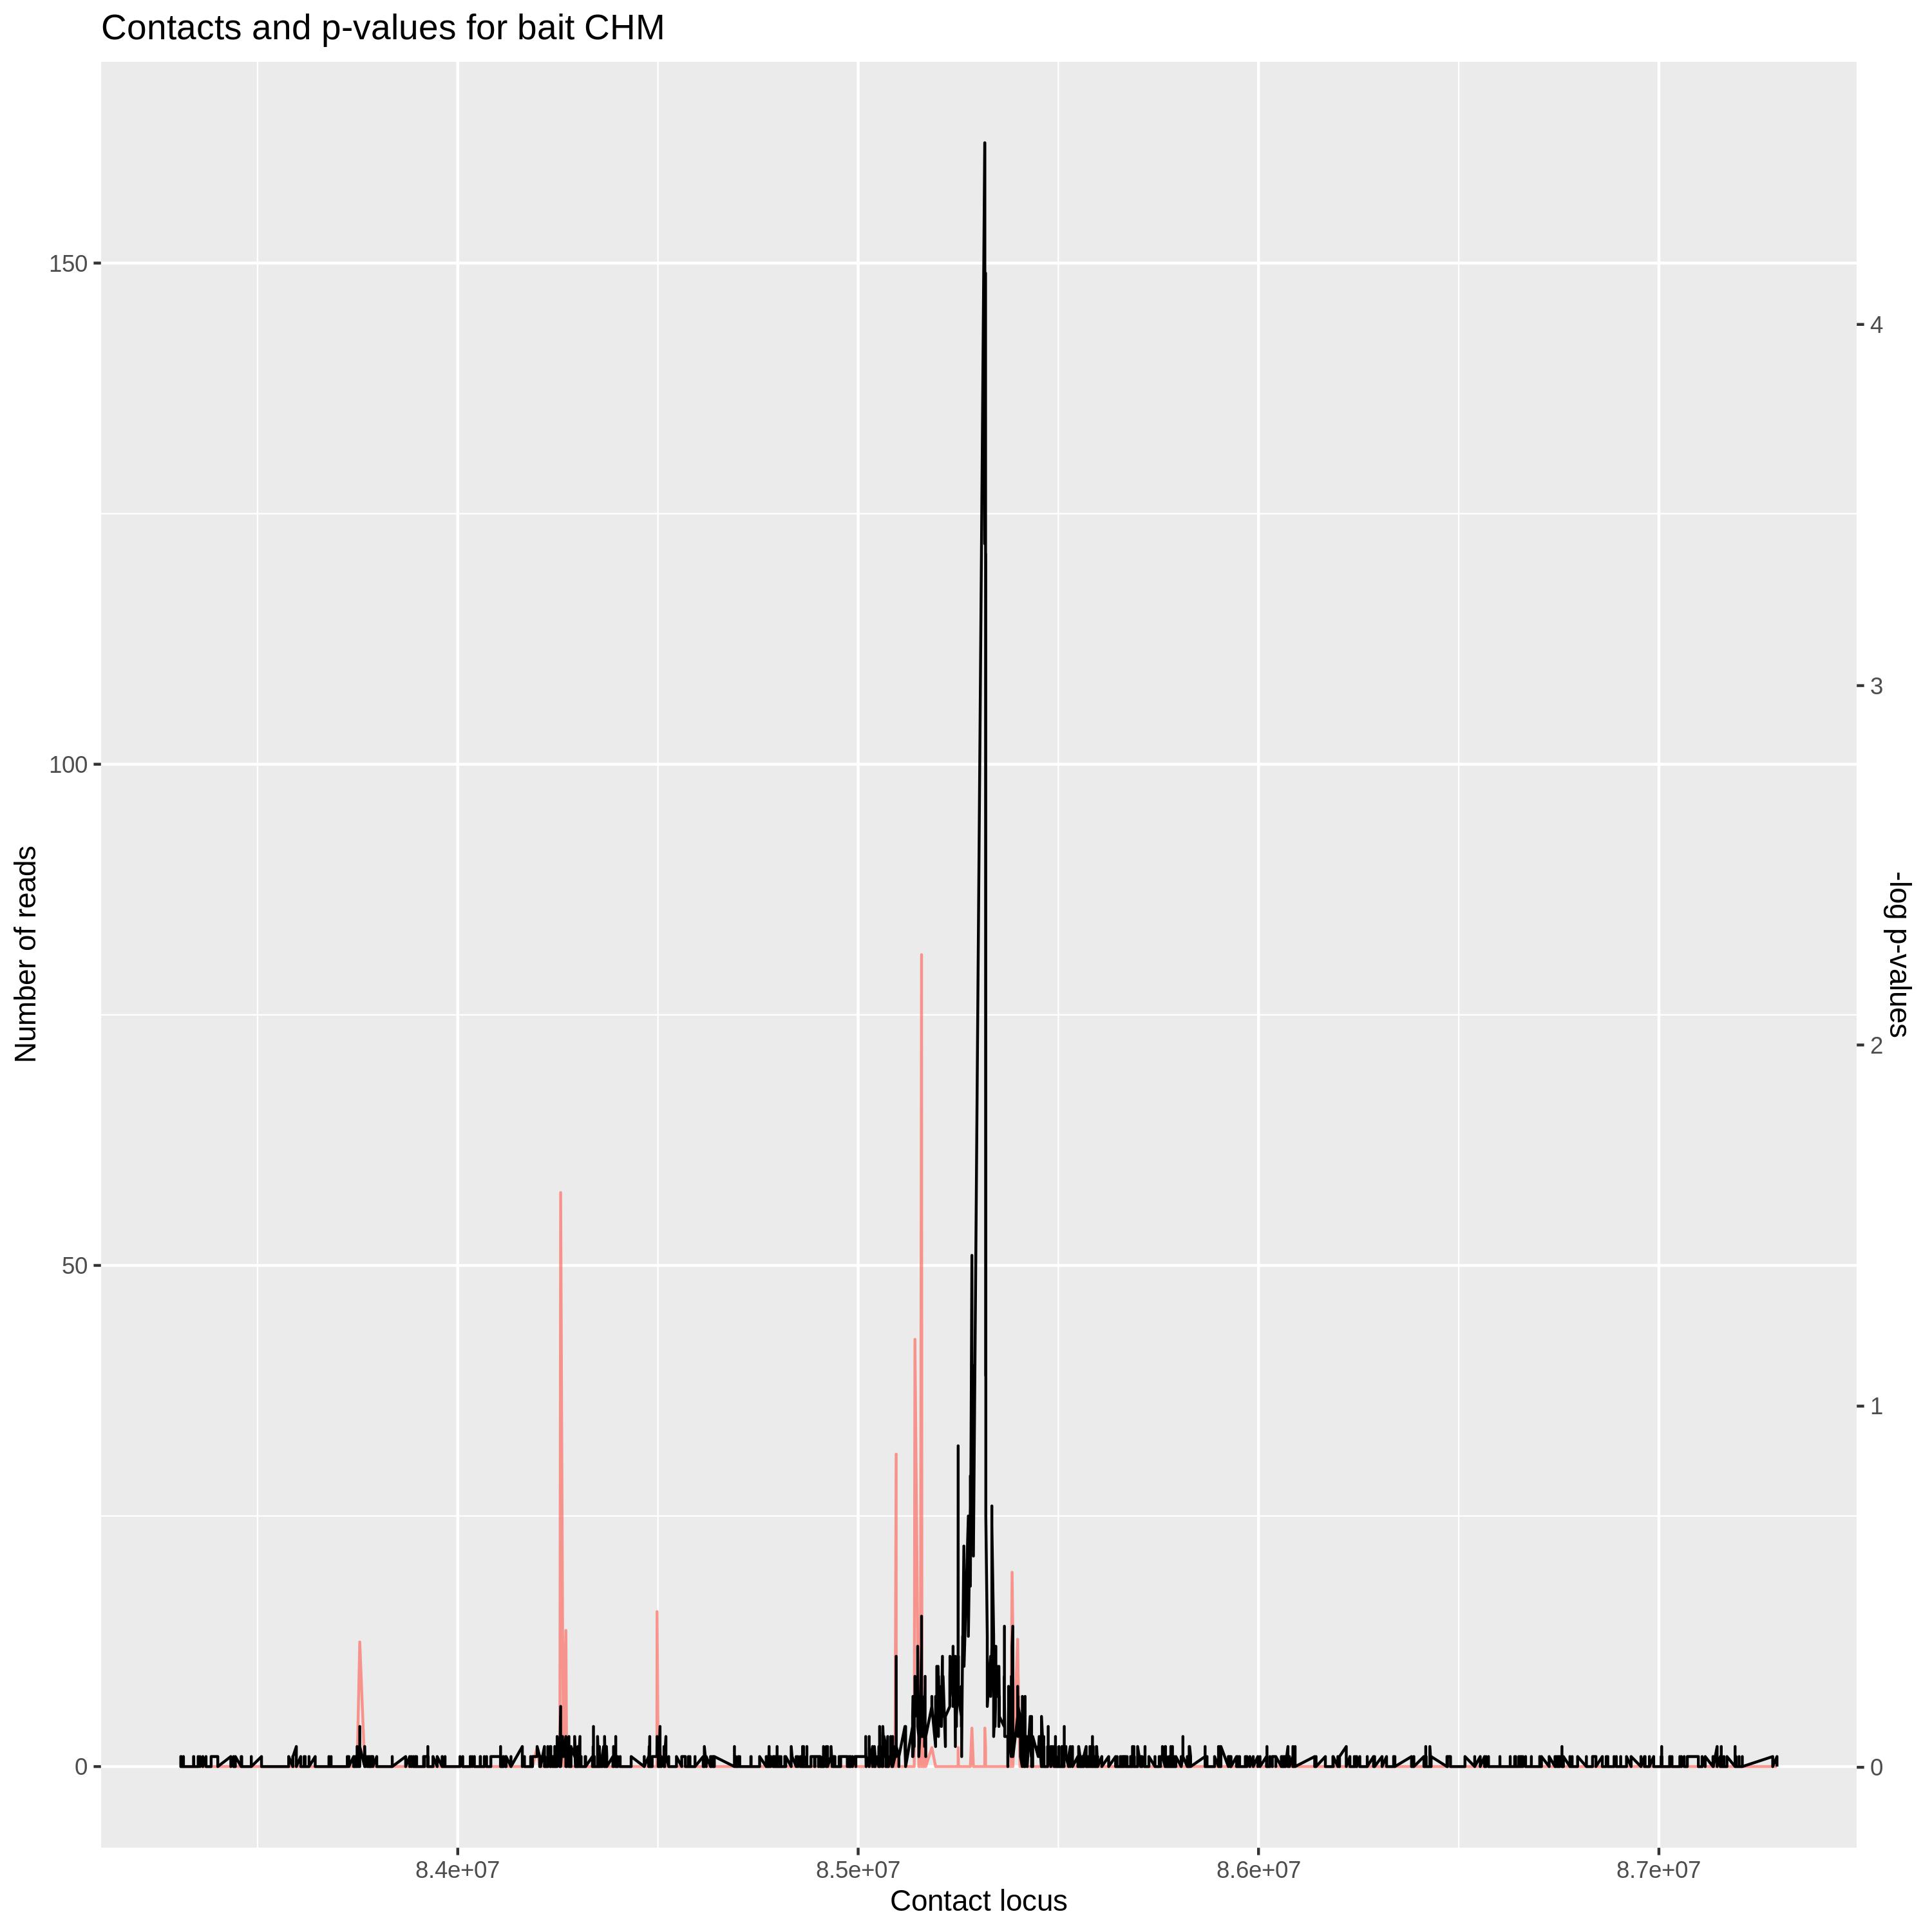 Contacts and p-values for bait CHM
150
100
50
0
Number of reads
4
3
2
1
0
-log p-values
8.4e+07
8.5e+07
8.6e+07
8.7e+07
Contact locus